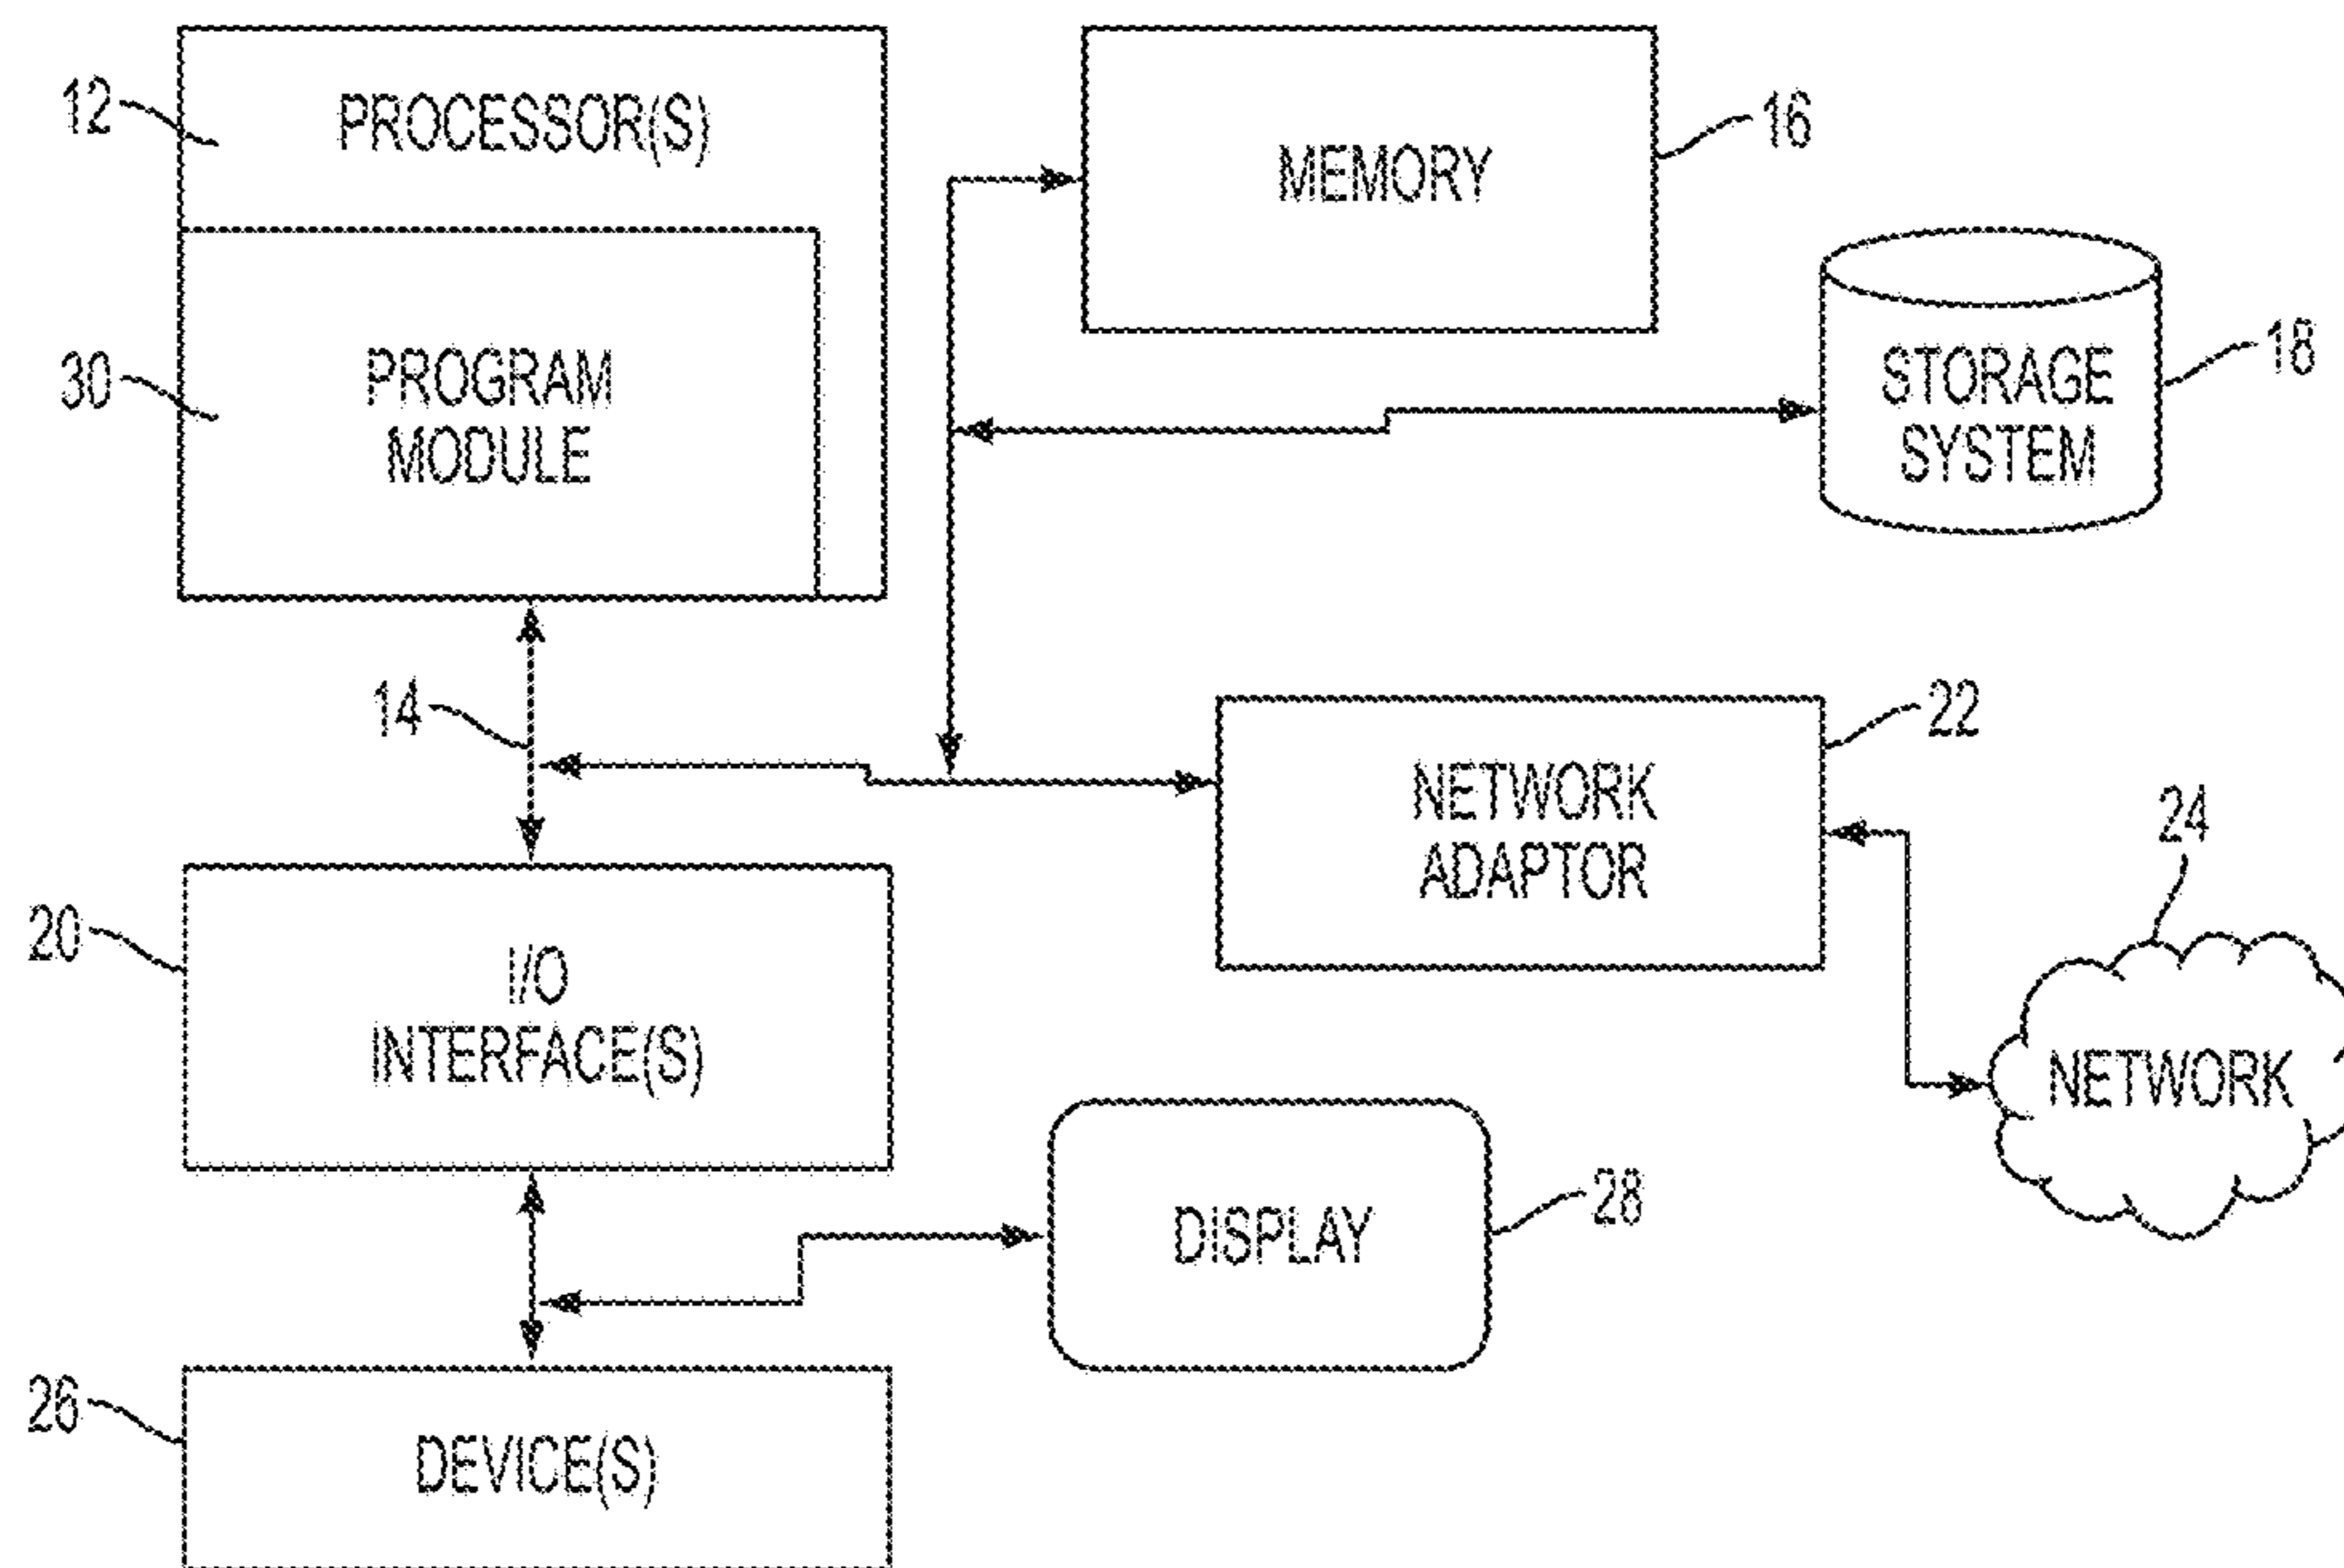 12
PROCESSOR(S)
MEMORY
16
30
PROGRAM
MODULE
STORAGE
SYSTEM
18
14
22
NETWORK
ADAPTOR
24
20
I/O
INTERFACE(S)
NETWORK
DISPLAY
28
26
DEVICE(S)